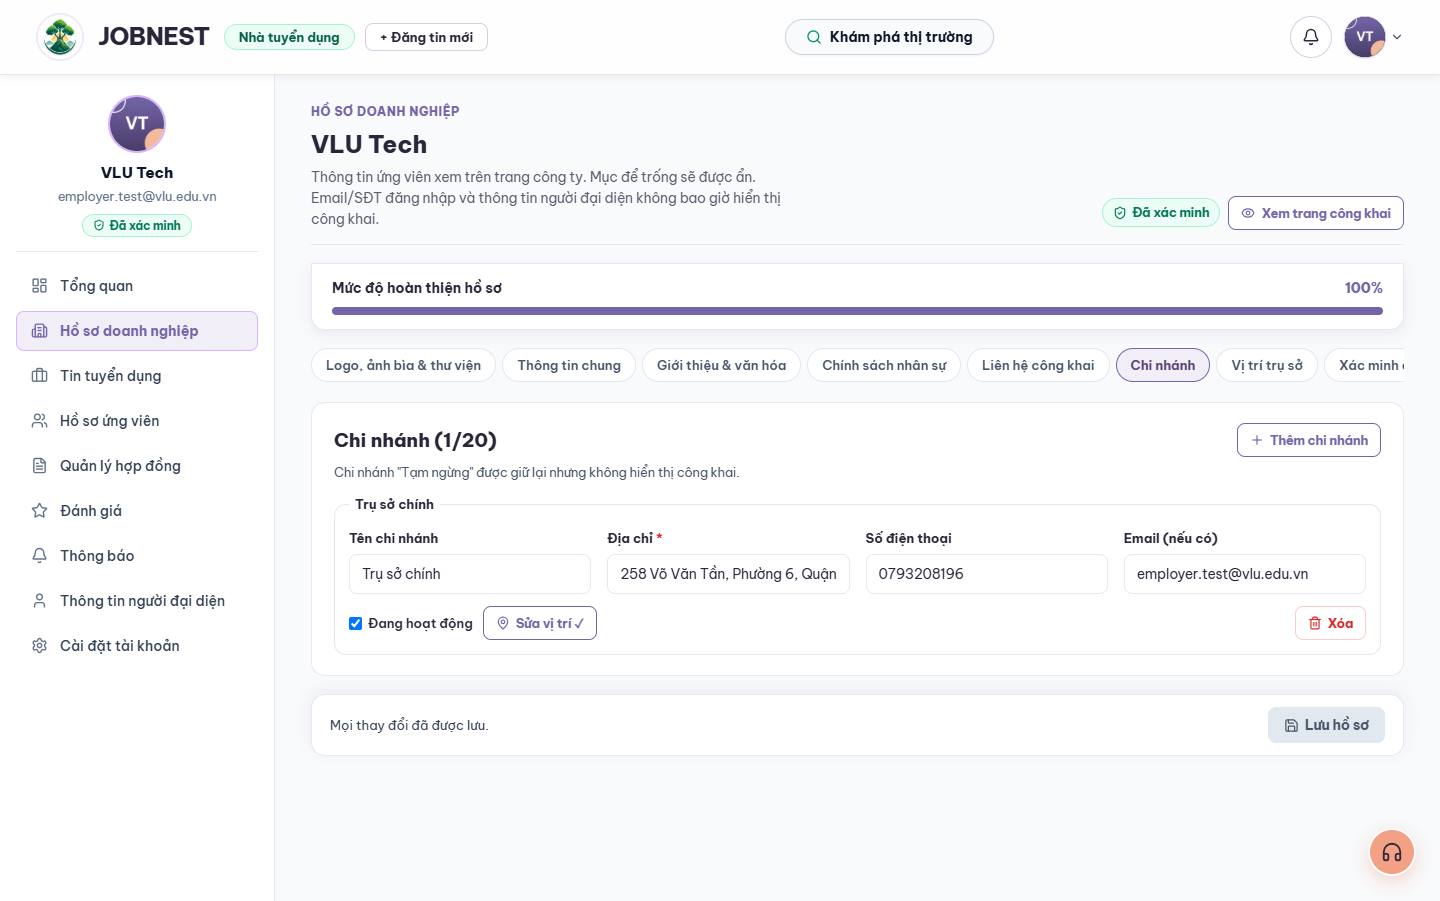 JOBNEST
Nhà tuyển dụng
+ Đăng tin mới
Khám phá thị trường
VT
VT
VLU Tech
employer.test@vlu.edu.vn
Đã xác minh
Tổng quan
Hồ sơ doanh nghiệp
Tin tuyển dụng
Hồ sơ ứng viên
Quản lý hợp đồng
Đánh giá
Thông báo
Thông tin người đại diện
Cài đặt tài khoản
HỒ SƠ DOANH NGHIỆP
VLU Tech
Thông tin ứng viên xem trên trang công ty. Mục để trống sẽ được ẩn.
Email/SĐT đăng nhập và thông tin người đại diện không bao giờ hiển thị
công khai.
Đã xác minh
Xem trang công khai
Mức độ hoàn thiện hồ sơ
100%
Logo, ảnh bìa & thư viện
Thông tin chung
Giới thiệu & văn hóa
Chính sách nhân sự
Liên hệ công khai
Chi nhánh
Vị trí trụ sở
Xác minh
Chi nhánh (1/20)
Thêm chi nhánh
Chi nhánh "Tạm ngừng" được giữ lại nhưng không hiển thị công khai.
Trụ sở chính
Tên chi nhánh
Địa chỉ *
Số điện thoại
Email (nếu có)
Trụ sở chính
258 Võ Văn Tần, Phường 6, Quận
0793208196
employer.test@vlu.edu.vn
Đang hoạt động
Sửa vị trí ✓
Xóa
Mọi thay đổi đã được lưu.
Lưu hồ sơ